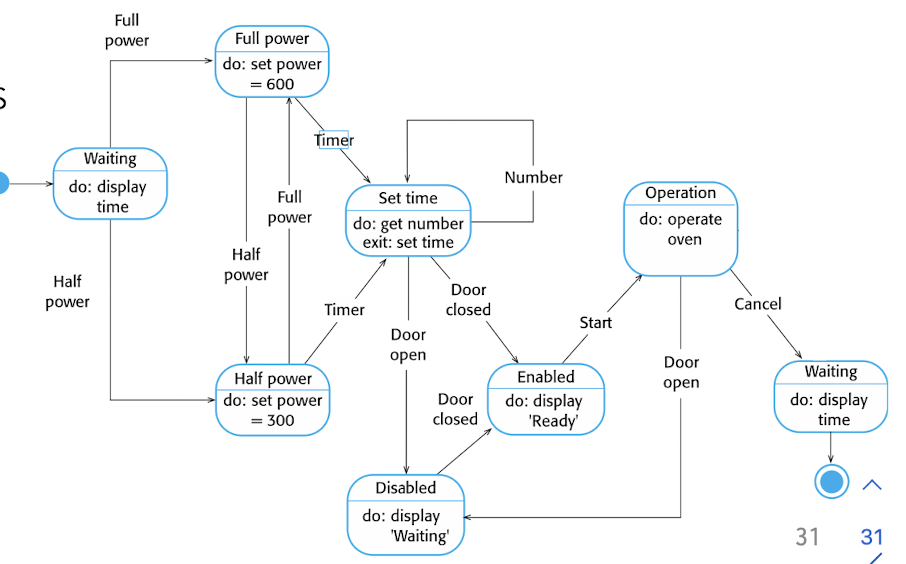 Full
power
Full power
do: set power
= 600
s
Timer
Waiting
do: display
time
Number
Set time
do: get number
exit: set time
Operation
do: operate
oven
Full
power
Half
power
Half
power
Timer
Door
closed
Door
open
Start
Cancel
Door
open
Half power
do: set power
= 300
Enabled
do: display
'Ready'
Door
closed
Waiting
do: display
time
Disabled
do: display
'Waiting'
31
31